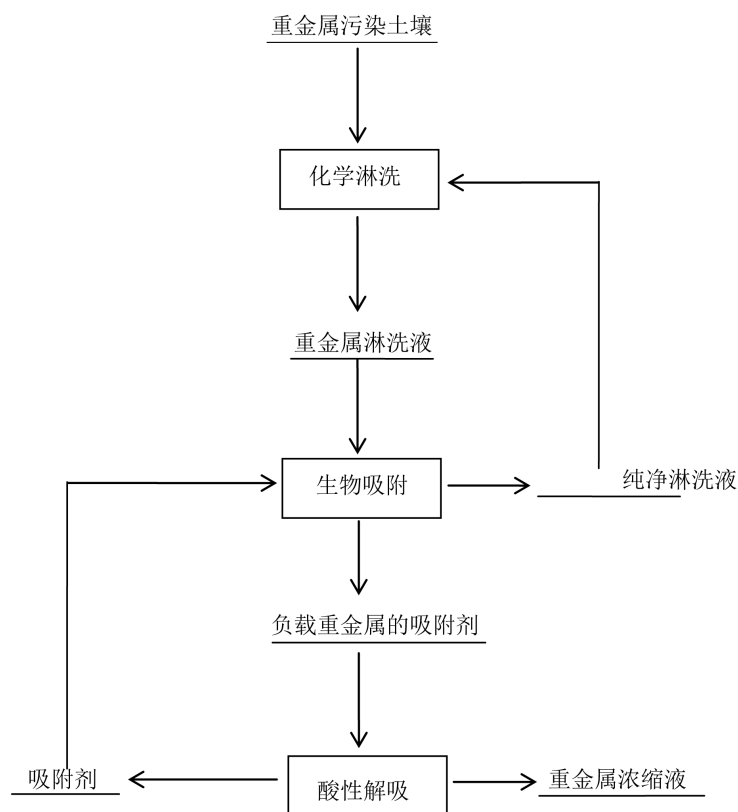 重金属污染土壤
化学淋洗
重金属淋洗液
生物吸附
纯净淋洗液
负载重金属的吸附剂
吸附剂
酸性解吸
重金属浓缩液